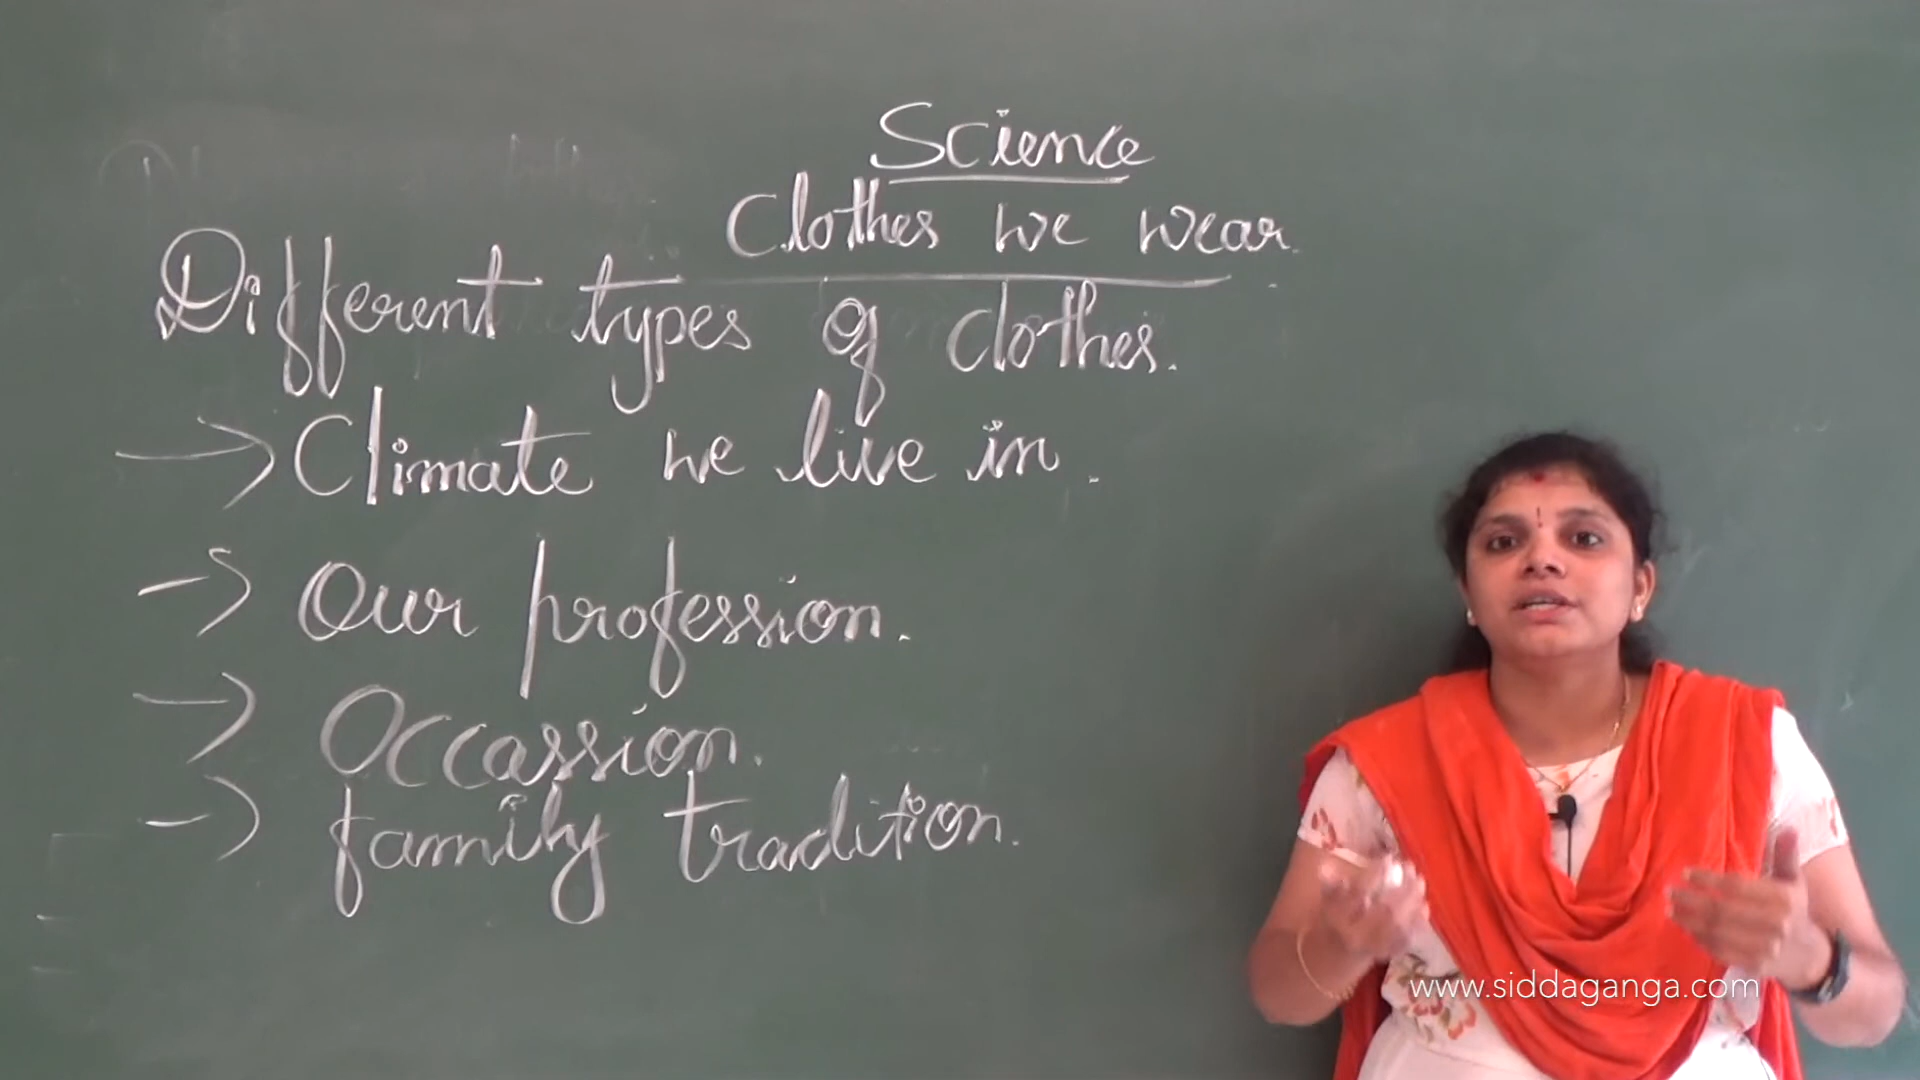 Science
Clothes we wear.
Different types of clothes.
→ Climate we live in.
→ Our profession.
→ Occassion.
→ family tradition.
www.siddaganga.com